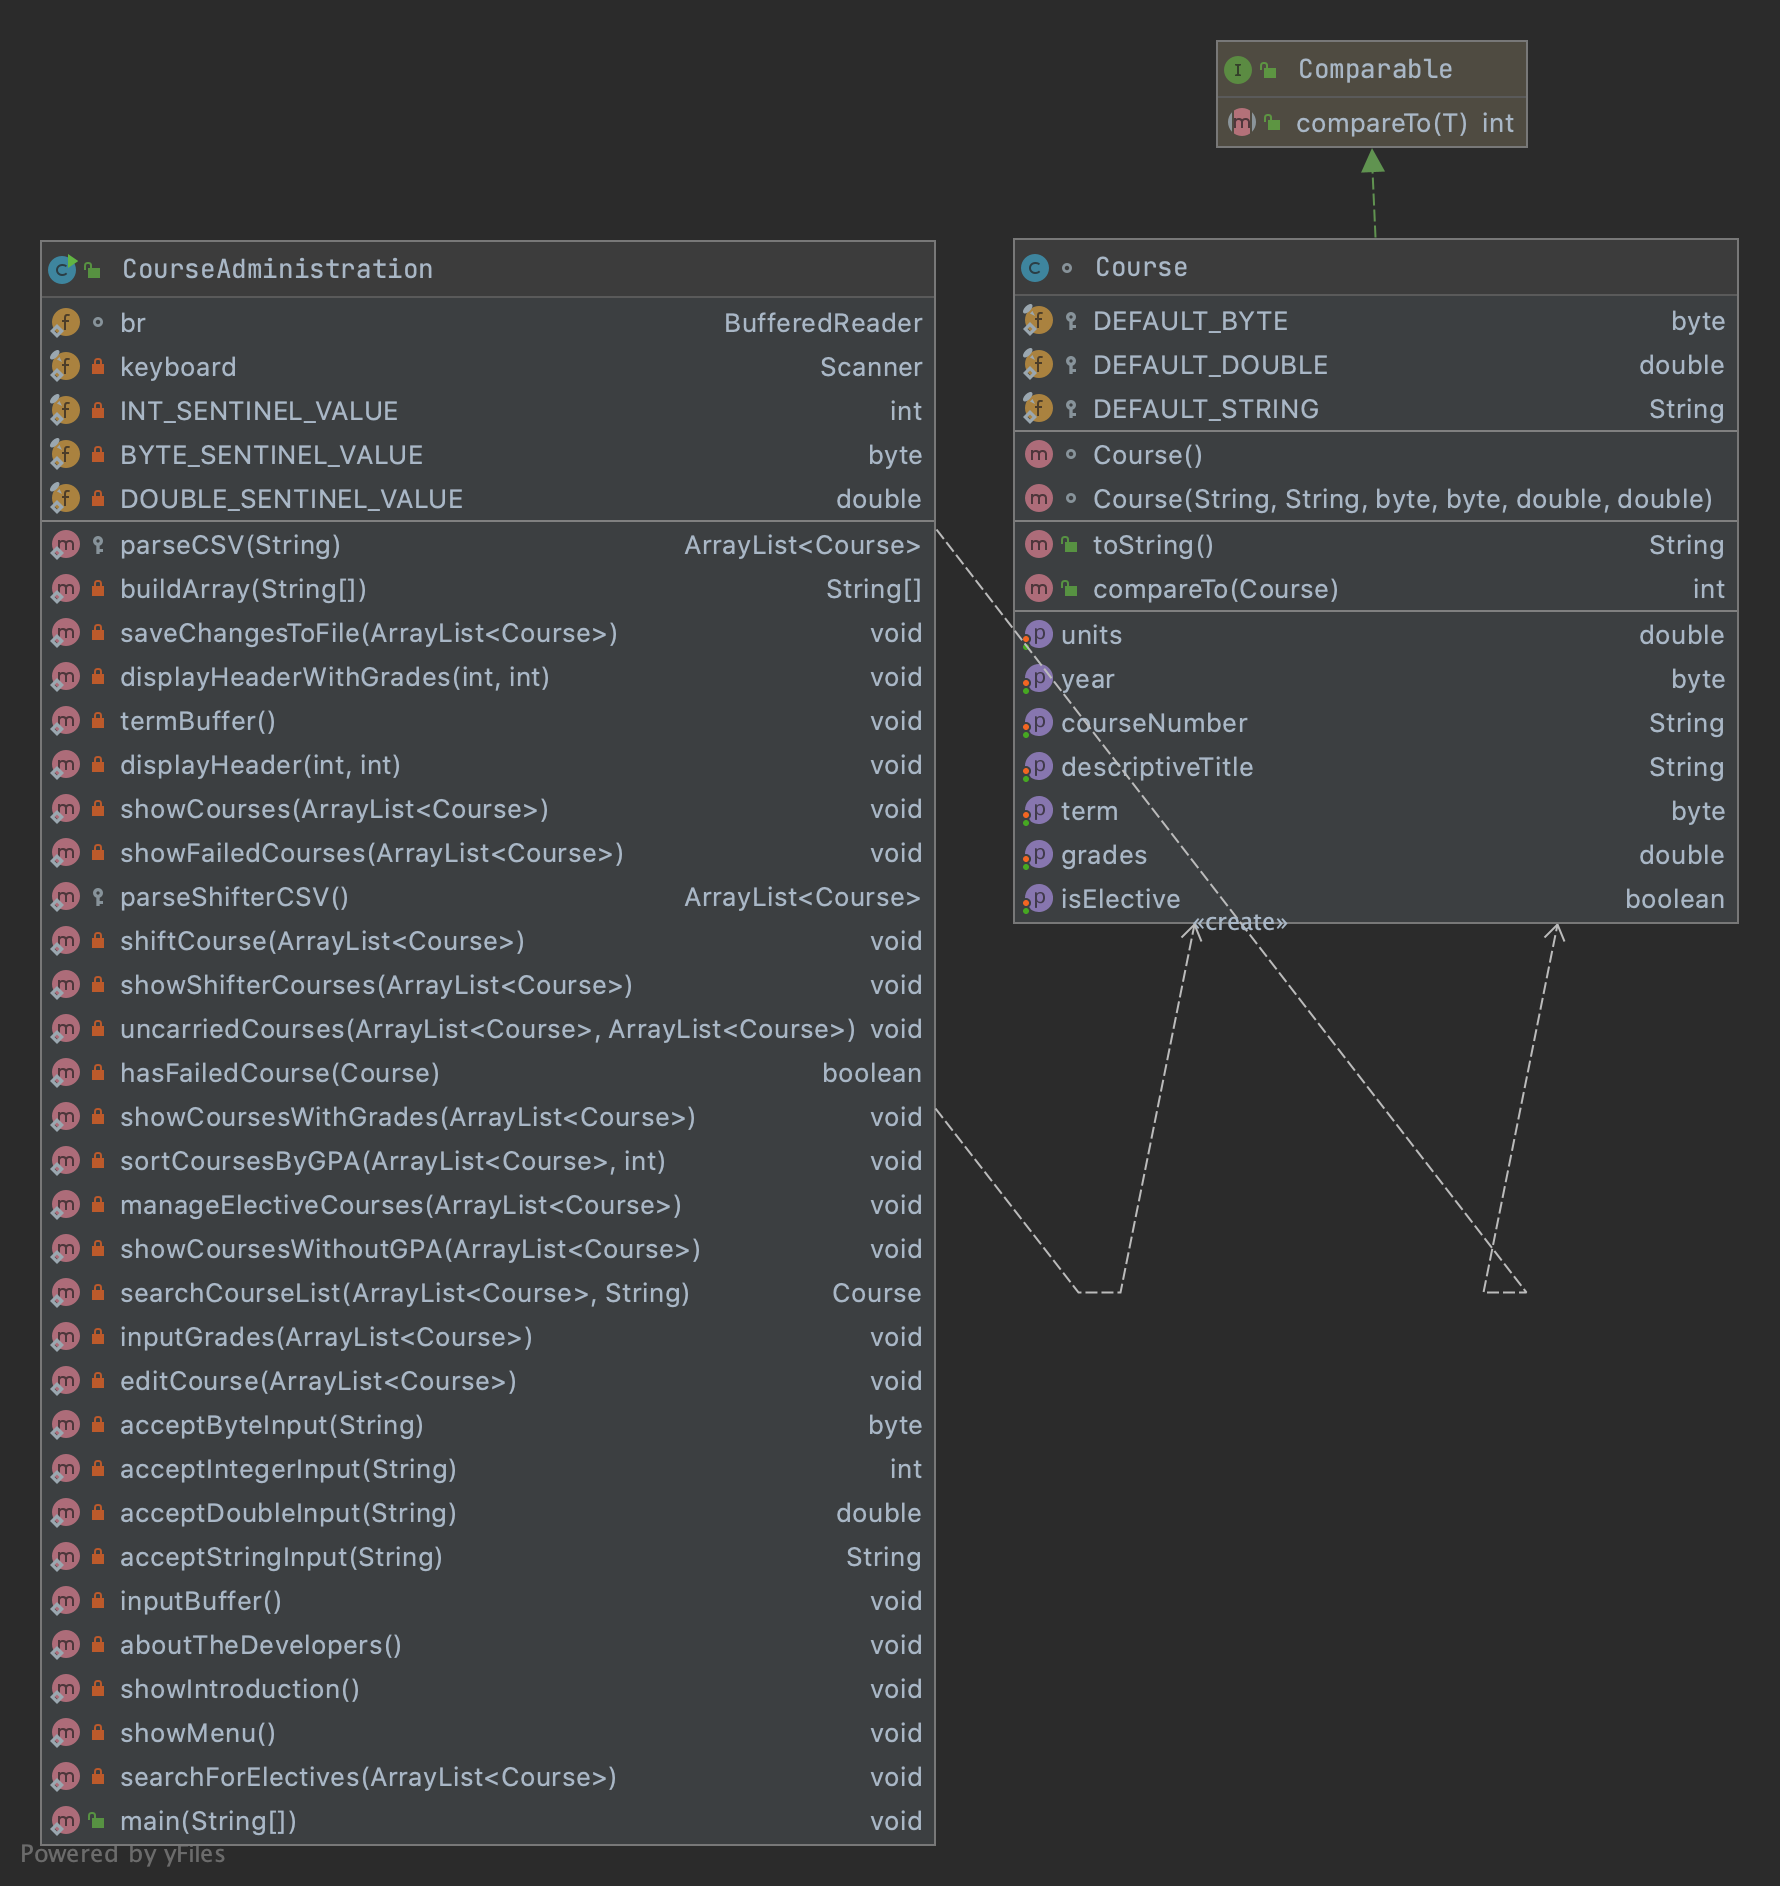 Comparable
compareTo(T) int
CourseAdministration
br BufferedReader
keyboard Scanner
INT_SENTINEL_VALUE int
BYTE_SENTINEL_VALUE byte
DOUBLE_SENTINEL_VALUE double
parseCSV(String) ArrayList<Course>
buildArray(String[]) String[]
saveChangesToFile(ArrayList<Course>) void
displayHeaderWithGrades(int, int) void
termBuffer() void
displayHeader(int, int) void
showCourses(ArrayList<Course>) void
showFailedCourses(ArrayList<Course>) void
parseShifterCSV() ArrayList<Course>
shiftCourse(ArrayList<Course>) void
showShifterCourses(ArrayList<Course>) void
uncarriedCourses(ArrayList<Course>, ArrayList<Course>) void
hasFailedCourse(Course) boolean
showCoursesWithGrades(ArrayList<Course>) void
sortCoursesByGPA(ArrayList<Course>, int) void
manageElectiveCourses(ArrayList<Course>) void
showCoursesWithoutGPA(ArrayList<Course>) void
searchCourseList(ArrayList<Course>, String) Course
inputGrades(ArrayList<Course>) void
editCourse(ArrayList<Course>) void
acceptByteInput(String) byte
acceptIntegerInput(String) int
acceptDoubleInput(String) double
acceptStringInput(String) String
inputBuffer() void
aboutTheDevelopers() void
showIntroduction() void
showMenu() void
searchForElectives(ArrayList<Course>) void
main(String[]) void
Course
DEFAULT_BYTE byte
DEFAULT_DOUBLE double
DEFAULT_STRING String
Course()
Course(String, String, byte, byte, double, double)
toString() String
compareTo(Course) int
units double
year byte
courseNumber String
descriptiveTitle String
term byte
grades double
isElective boolean
«create»
Powered by yFiles